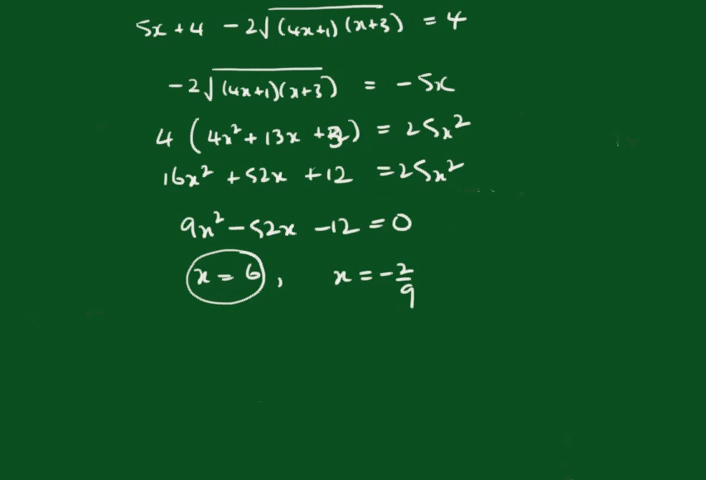 5x + 4 - 2√((4x+1)(x+3)) = 4
-2√((4x+1)(x+3)) = -5x
4(4x² + 13x + 3) = 25x²
16x² + 52x + 12 = 25x²
9x² - 52x - 12 = 0
x = 6, x = -2/9